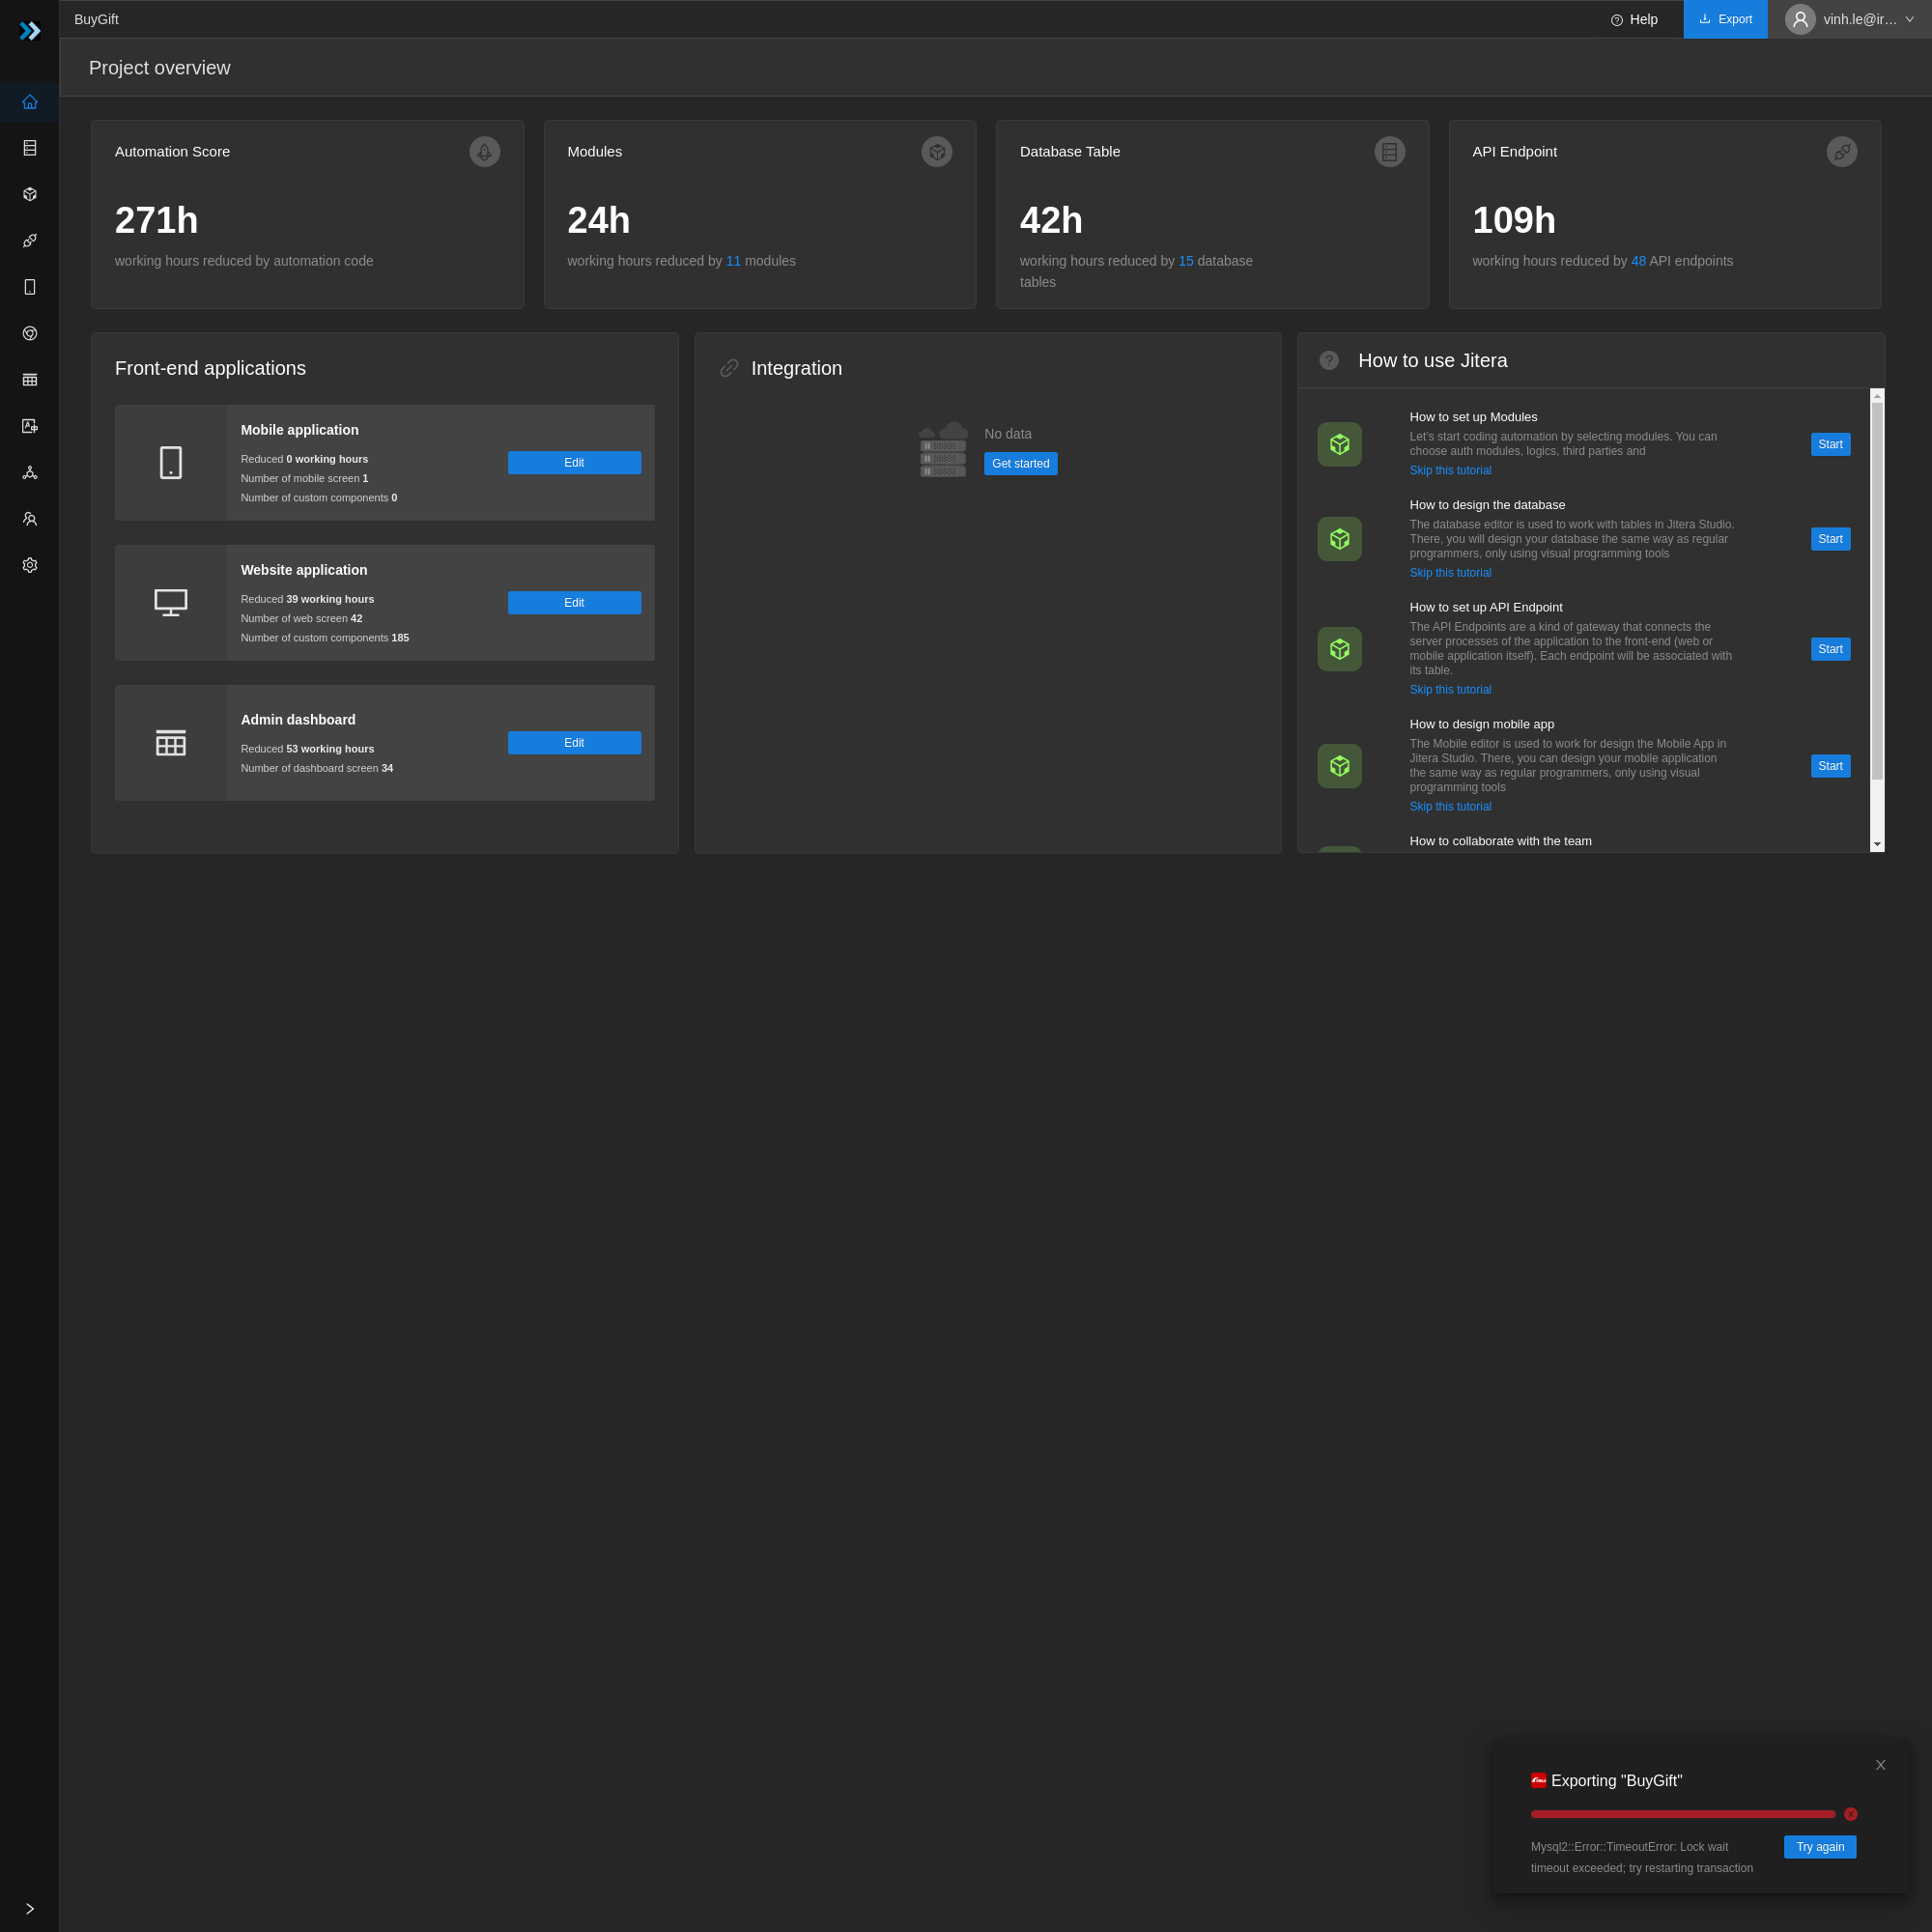 BuyGift
Help
Export
vinh.le@ir…
Project overview
Automation Score
271h
working hours reduced by automation code
Modules
24h
working hours reduced by 11 modules
Database Table
42h
working hours reduced by 15 database
tables
API Endpoint
109h
working hours reduced by 48 API endpoints
Front-end applications
Mobile application
Reduced 0 working hours
Number of mobile screen 1
Number of custom components 0
Edit
Website application
Reduced 39 working hours
Number of web screen 42
Number of custom components 185
Edit
Admin dashboard
Reduced 53 working hours
Number of dashboard screen 34
Edit
Integration
No data
Get started
How to use Jitera
How to set up Modules
Let's start coding automation by selecting modules. You can
choose auth modules, logic, third parties and
Skip this tutorial
Start
How to design the database
The database editor is used to work with tables in Jitera Studio.
There, you will design your database the same way as regular
programmers, only using visual programming tools
Skip this tutorial
Start
How to set up API Endpoint
The API Endpoints are a kind of gateway that connects the
server processes of the application to the front-end (web or
mobile application itself). Each endpoint will be associated with
its table.
Skip this tutorial
Start
How to design mobile app
The Mobile editor is used to work for design the Mobile App in
Jitera Studio. There, you can design your mobile application
the same way as regular programmers, only using visual
programming tools
Skip this tutorial
Start
How to collaborate with the team
Exporting "BuyGift"
Mysql2::Error::TimeoutError: Lock wait
timeout exceeded; try restarting transaction
Try again